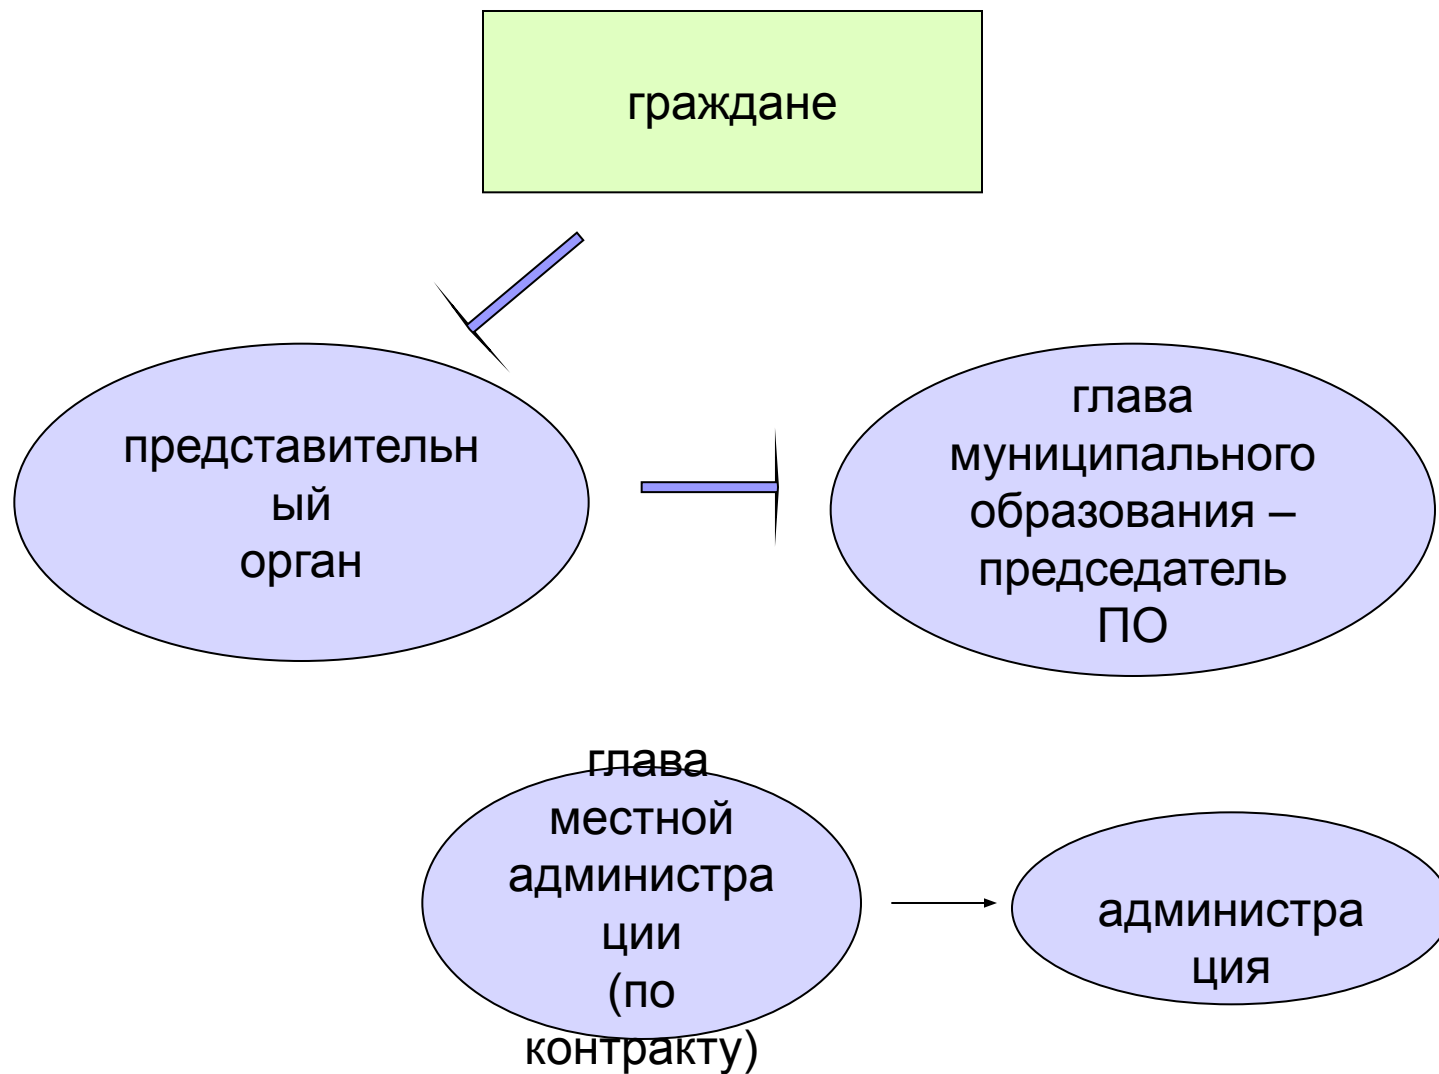 граждане
представительн
ый
орган
глава
муниципального
образования –
председатель
ПО
глава
местной
администра
ции
(по
контракту)
администра
ция